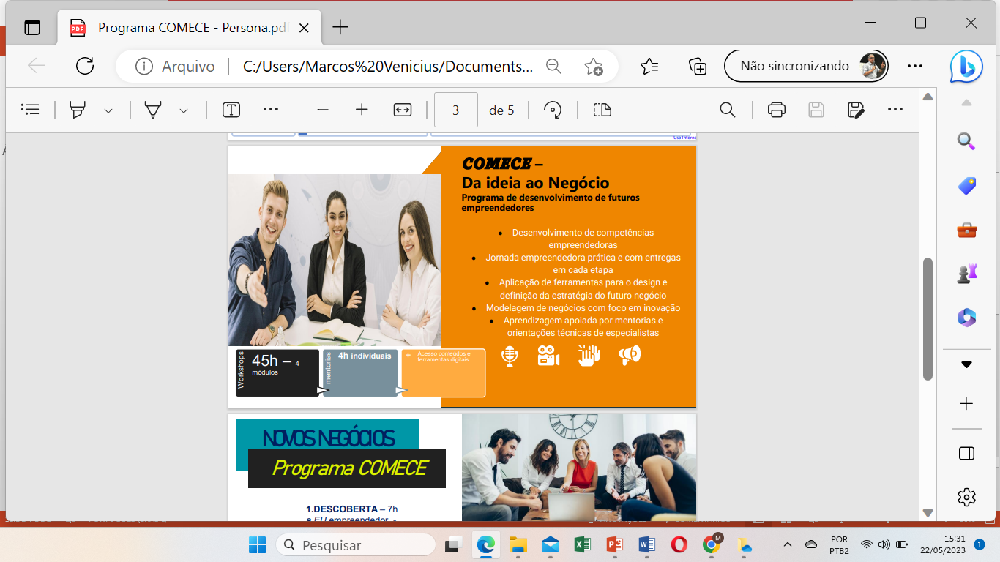 Programa COMECE - Persona.pdf
Arquivo
C:/Users/Marcos%20Venicius/Documents...
Não sincronizando
3
de 5
Uso Interno
COMECE –
Da ideia ao Negócio
Programa de desenvolvimento de futuros
empreendedores
• Desenvolvimento de competências
empreendedoras
• Jornada empreendedora prática e com entregas
em cada etapa
• Aplicação de ferramentas para o design e
definição da estratégia do futuro negócio
• Modelagem de negócios com foco em inovação
• Aprendizagem apoiada por mentorias e
orientações técnicas de especialistas
Workshops
45h – 4
módulos
mentorias
4h individuais
+ Acesso conteúdos e
ferramentas digitais
NOVOS NEGÓCIOS
Programa COMECE
1.DESCOBERTA – 7h
a EU empreendedor -
Pesquisar
POR
PTB2
15:31
22/05/2023
1